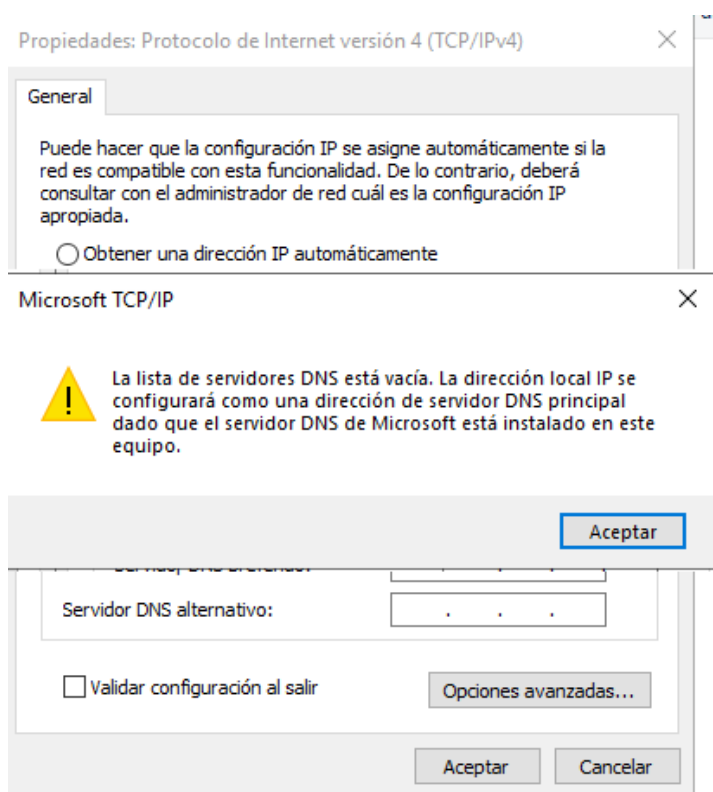 Propiedades: Protocolo de Internet versión 4 (TCP/IPv4)
General
Puede hacer que la configuración IP se asigne automáticamente si la
red es compatible con esta funcionalidad. De lo contrario, deberá
consultar con el administrador de red cuál es la configuración IP
apropiada.
Obtener una dirección IP automáticamente
Microsoft TCP/IP
La lista de servidores DNS está vacía. La dirección local IP se
configurará como una dirección de servidor DNS principal
dado que el servidor DNS de Microsoft está instalado en este
equipo.
Aceptar
Servidor DNS alternativo:
Validar configuración al salir
Opciones avanzadas...
Aceptar
Cancelar